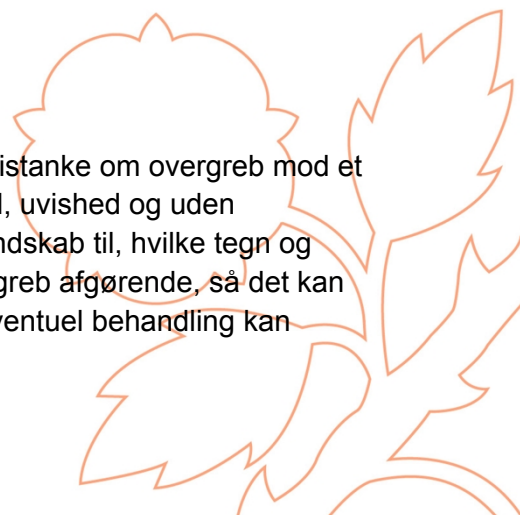 istanke om overgreb mod et
l, uvished og uden
ndskab til, hvilke tegn og
greb afgørende, så det kan
ventuel behandling kan